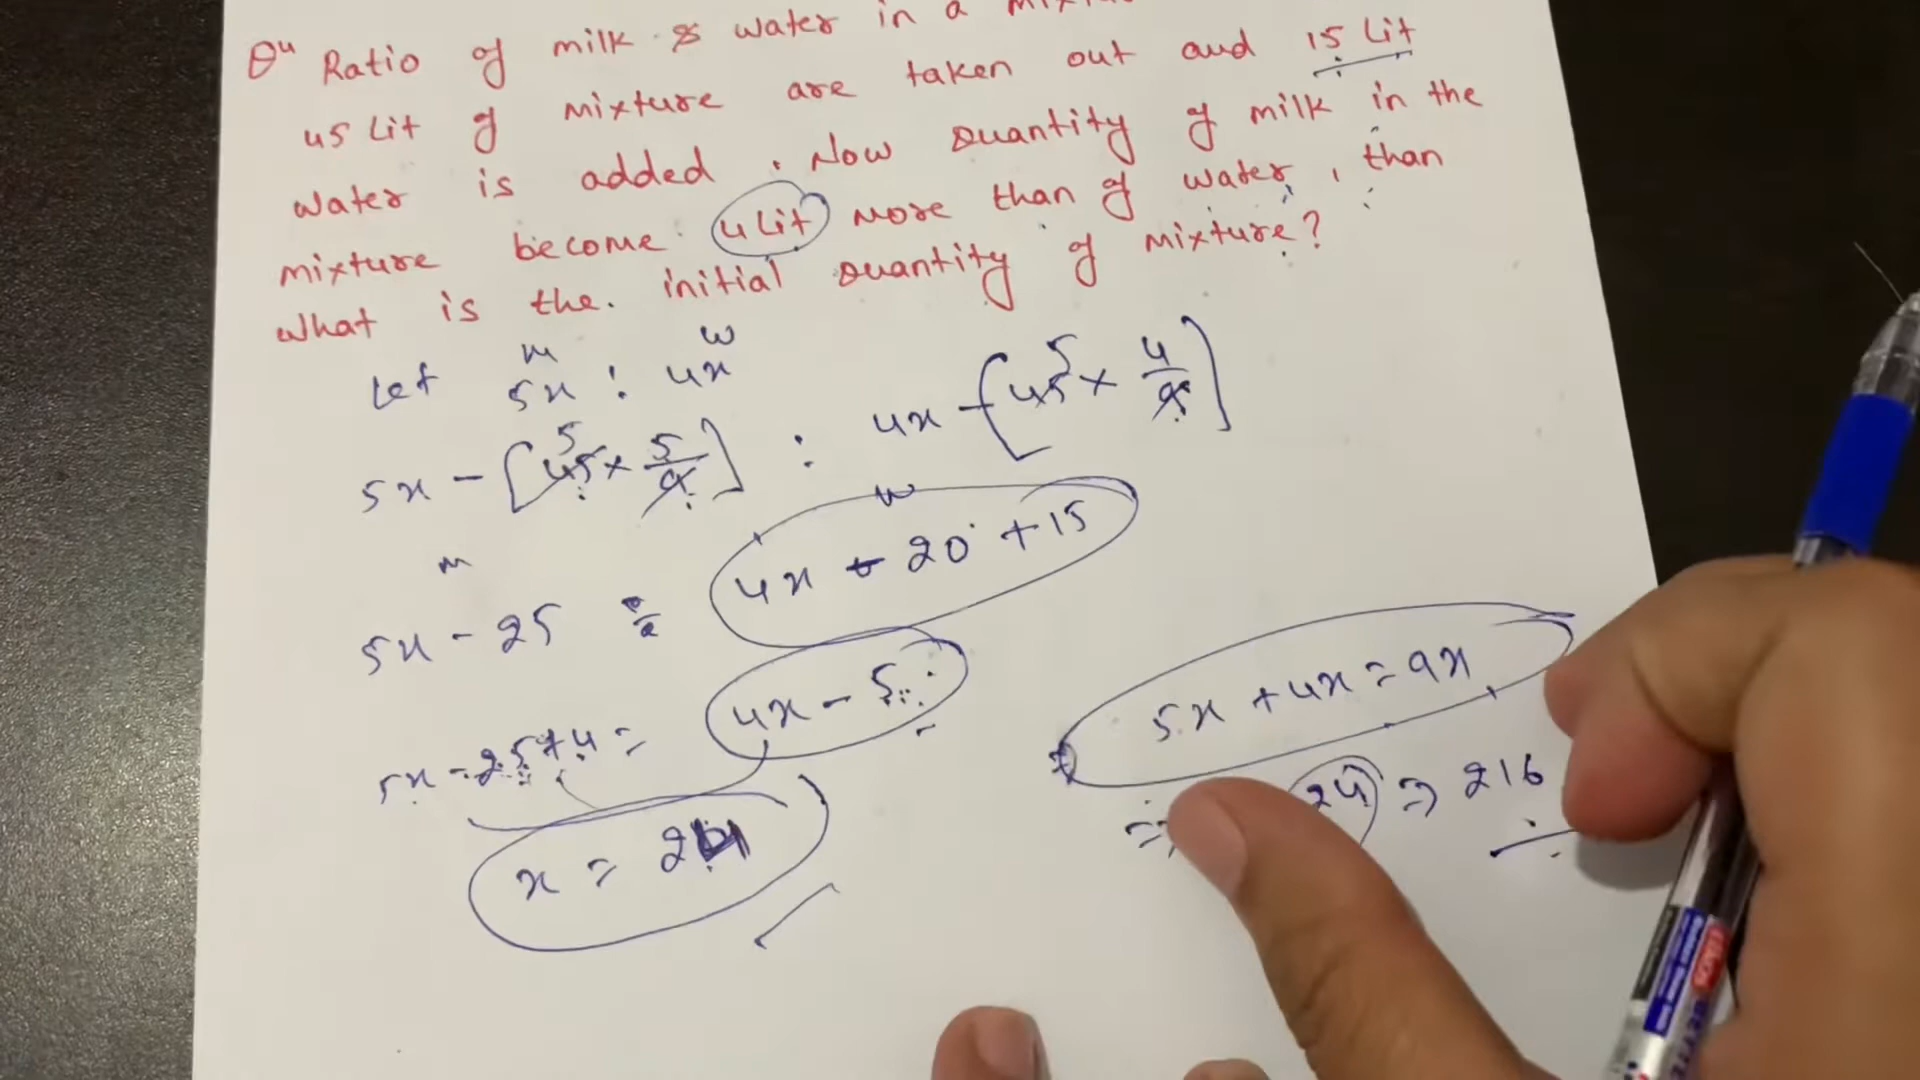 Qu Ratio of milk & water in a
45 Lit of mixture are taken out and 15 Lit
water is added. Now Quantity of milk in the
mixture become 4 Lit more than of water, than
what is the initial quantity of mixture?
m w
Let 5x : 4x
5x - [45 5 × 5/9] : 4x - [45 5 × 4/9]
m w
5x - 25 = 4x - 20 + 15
5x - 25 + 4 = 4x - 5
x = 24
5x + 4x = 9x
24 ⇒ 216